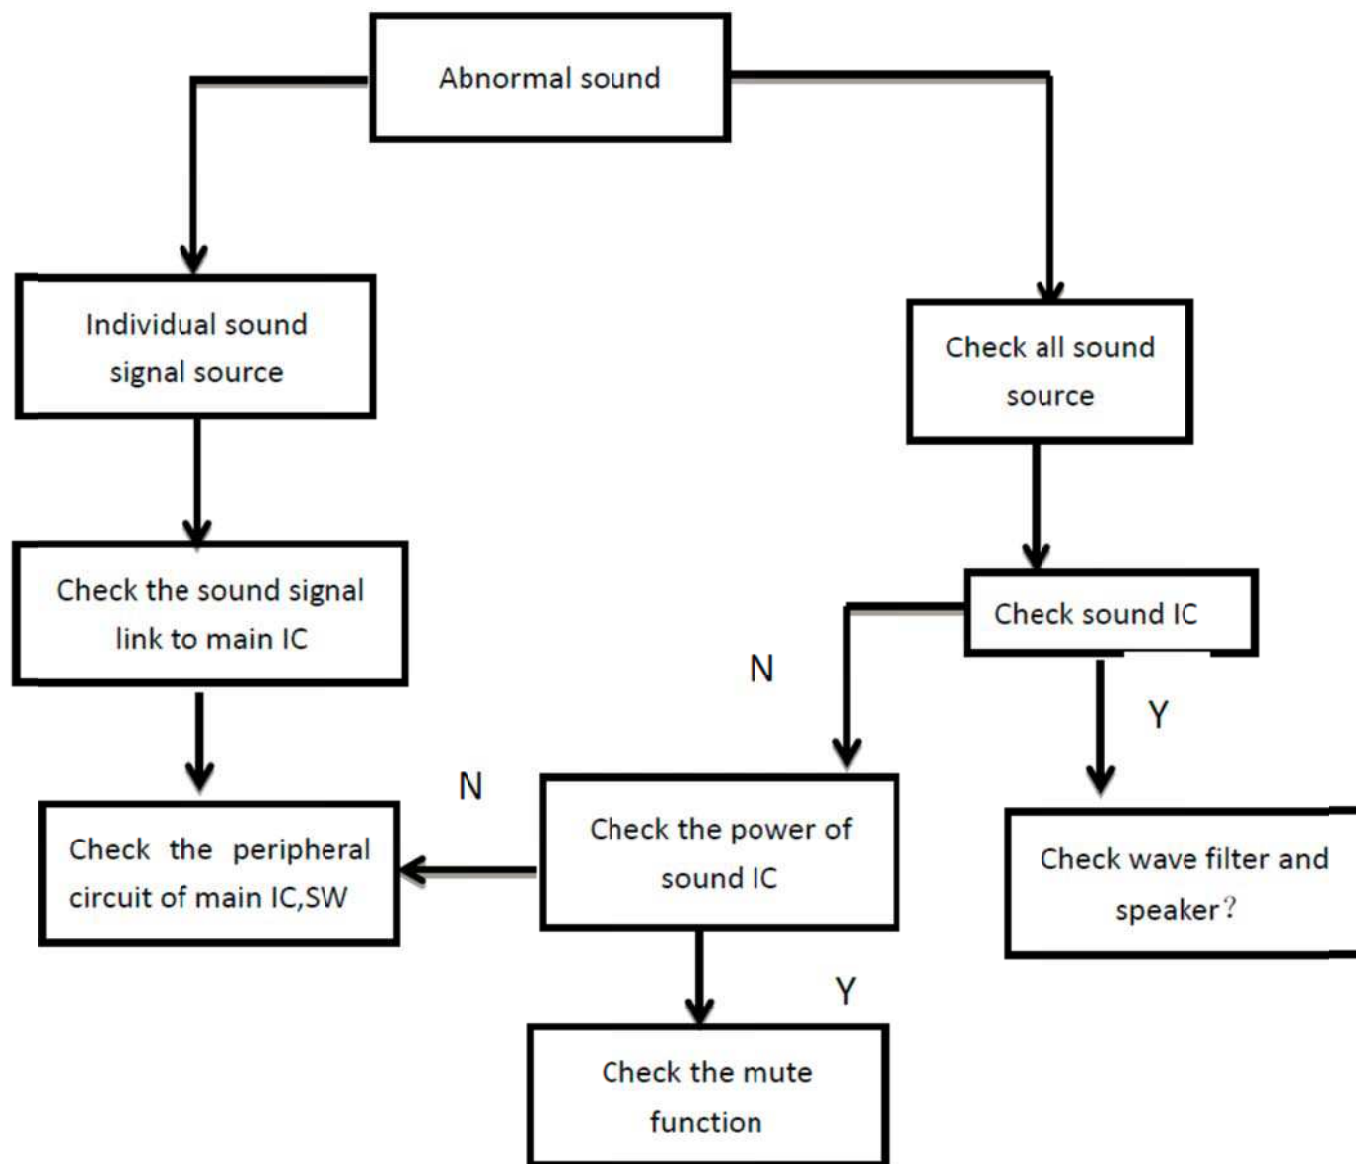 Abnormal sound
Individual sound
signal source
Check all sound
source
Check the sound signal
link to main IC
Check sound IC
N
Y
N
Check the peripheral
circuit of main IC,SW
Check the power of
sound IC
Check wave filter and
speaker？
Y
Check the mute
function